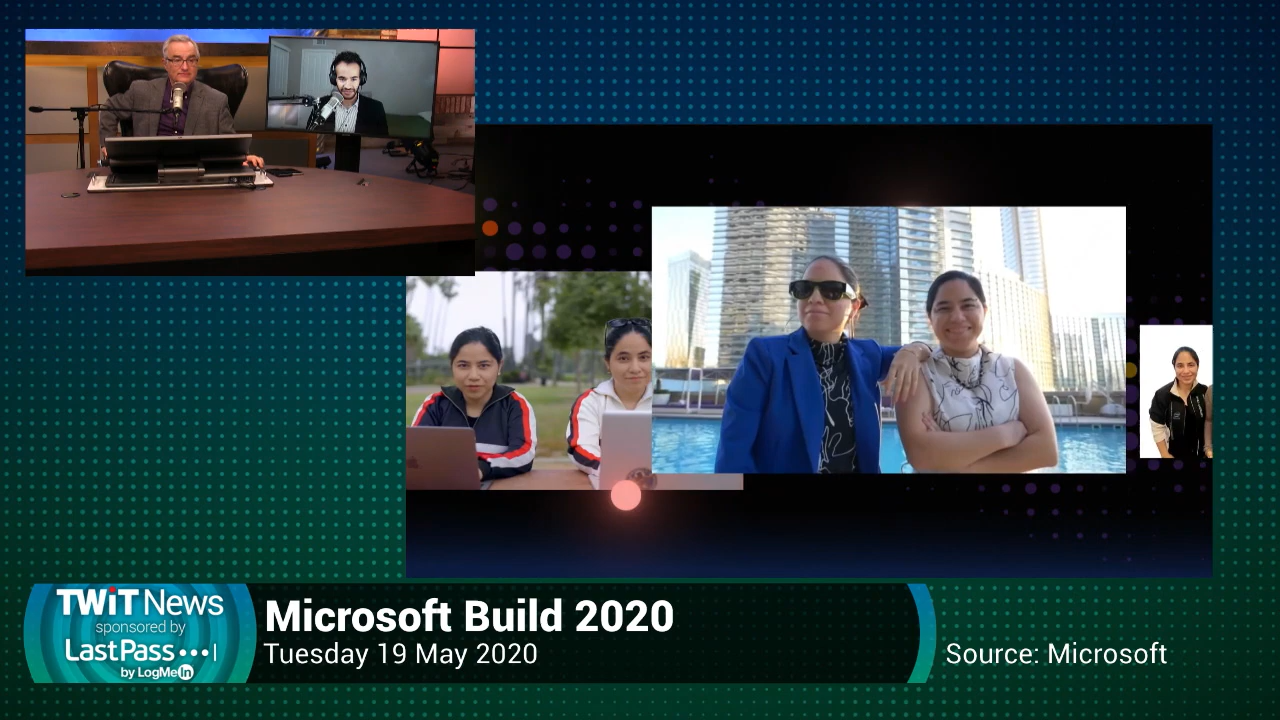 TWiT News
sponsored by
LastPass•••|
by LogMeIn
Microsoft Build 2020
Tuesday 19 May 2020
Source: Microsoft